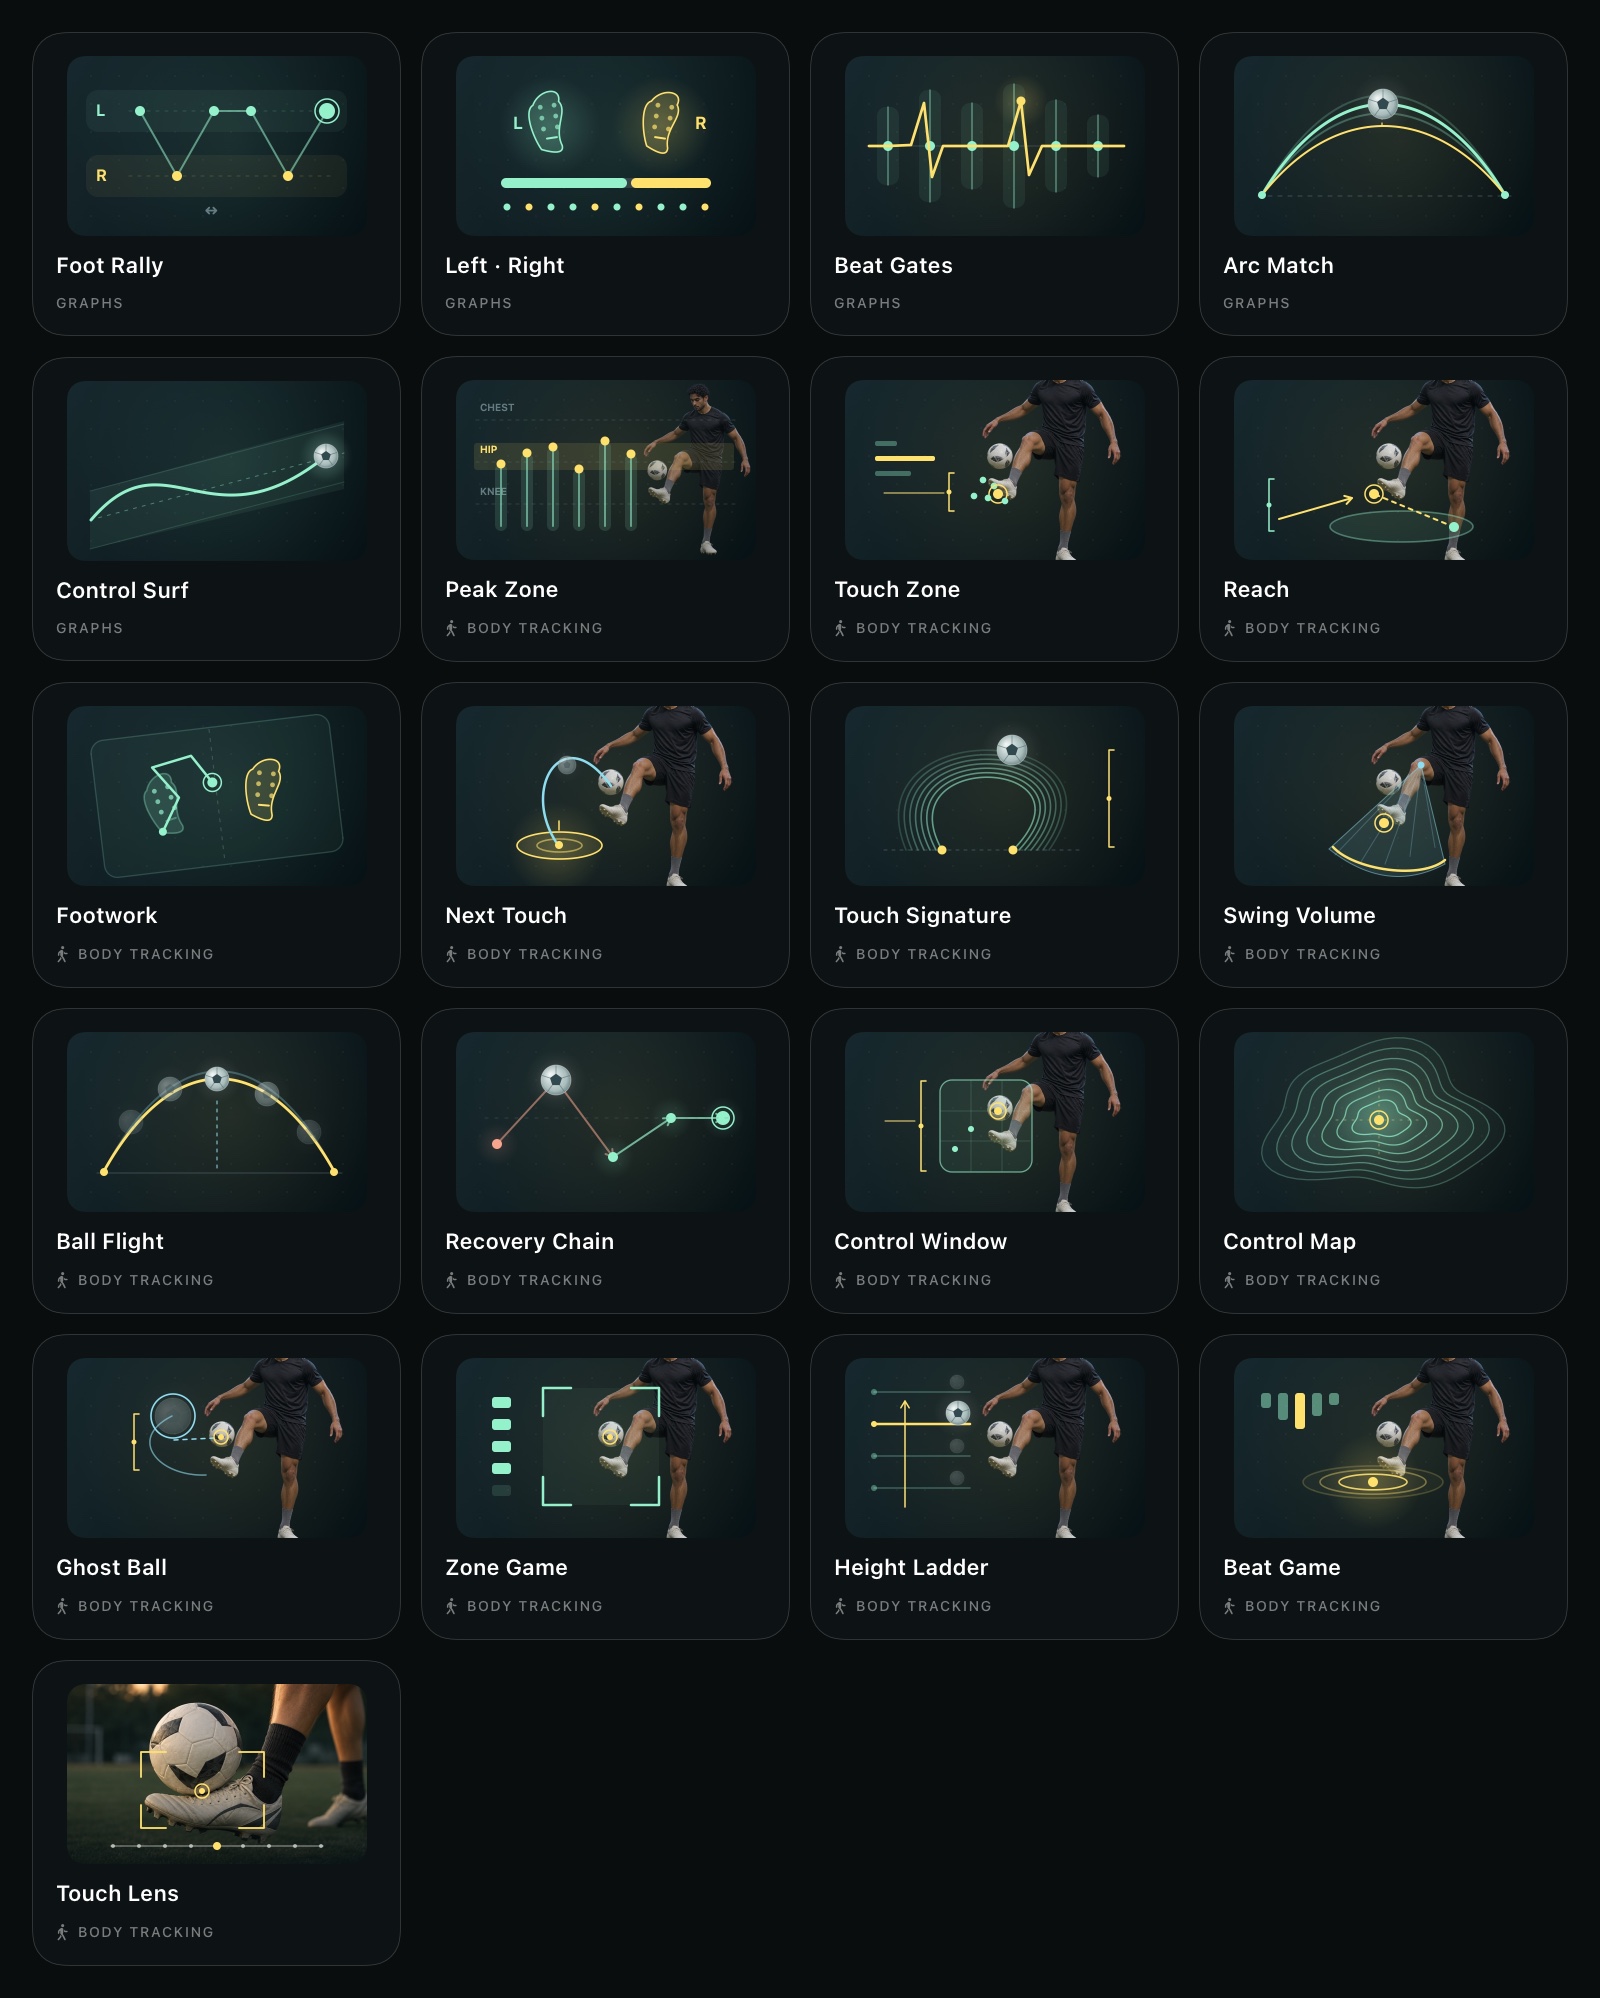 L
R
Foot Rally
GRAPHS
L
R
Left · Right
GRAPHS
Beat Gates
GRAPHS
Arc Match
GRAPHS
Control Surf
GRAPHS
CHEST
HIP
KNEE
Peak Zone
BODY TRACKING
Touch Zone
BODY TRACKING
Reach
BODY TRACKING
Footwork
BODY TRACKING
Next Touch
BODY TRACKING
Touch Signature
BODY TRACKING
Swing Volume
BODY TRACKING
Ball Flight
BODY TRACKING
Recovery Chain
BODY TRACKING
Control Window
BODY TRACKING
Control Map
BODY TRACKING
Ghost Ball
BODY TRACKING
Zone Game
BODY TRACKING
Height Ladder
BODY TRACKING
Beat Game
BODY TRACKING
Touch Lens
BODY TRACKING